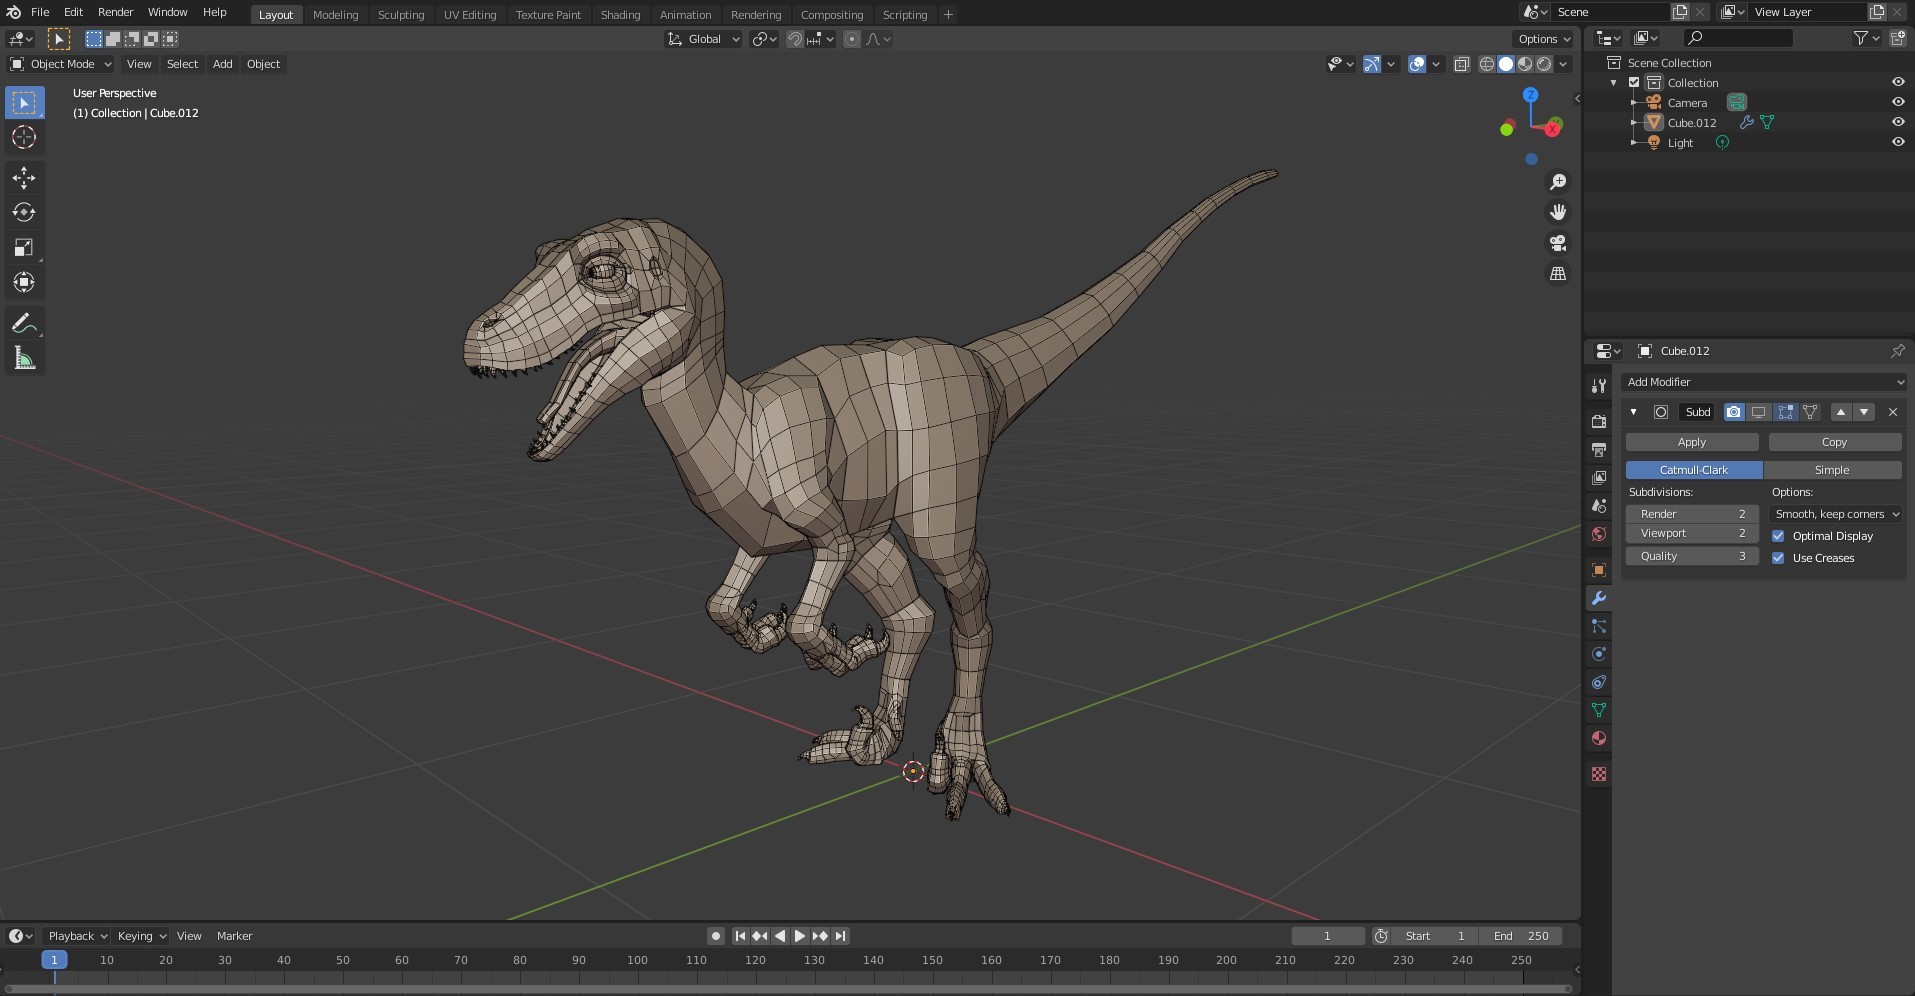 File Edit Render Window Help Layout Modeling Sculpting UV Editing Texture Paint Shading Animation Rendering Compositing Scripting + Scene View Layer
Global Options
Object Mode View Select Add Object
User Perspective
(1) Collection | Cube.012
Z
X
Scene Collection
Collection
Camera
Cube.012
Light
Cube.012
Add Modifier
Subd
Apply Copy
Catmull-Clark Simple
Subdivisions: Options:
Render 2 Smooth, keep corners
Viewport 2 Optimal Display
Quality 3 Use Creases
Playback Keying View Marker 1 Start 1 End 250
1 10 20 30 40 50 60 70 80 90 100 110 120 130 140 150 160 170 180 190 200 210 220 230 240 250